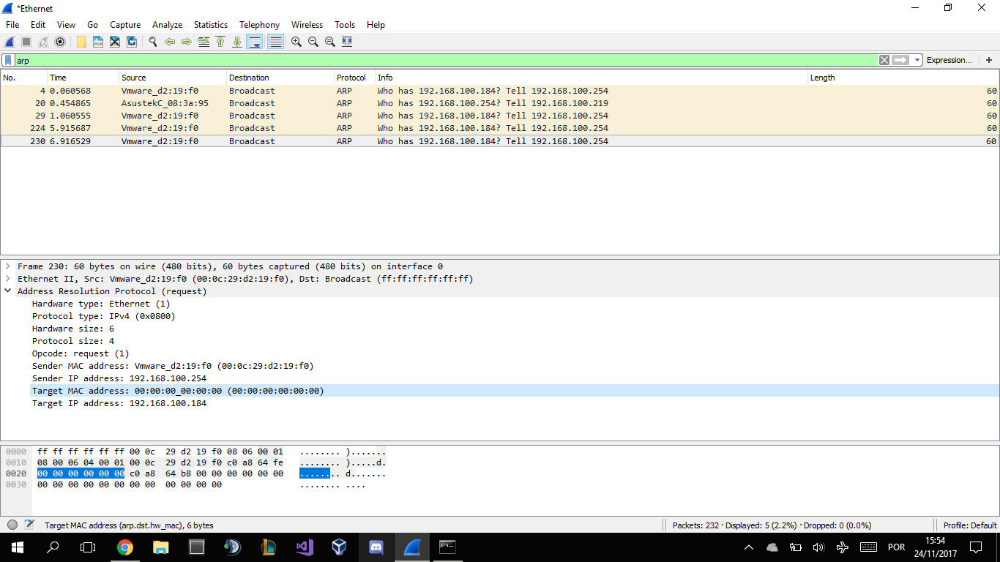 *Ethernet
File Edit View Go Capture Analyze Statistics Telephony Wireless Tools Help
arp Expression… +
No. Time Source Destination Protocol Info Length
4 0.060568 Vmware_d2:19:f0 Broadcast ARP Who has 192.168.100.184? Tell 192.168.100.254 60
20 0.454865 AsustekC_08:3a:95 Broadcast ARP Who has 192.168.100.254? Tell 192.168.100.219 60
29 1.060555 Vmware_d2:19:f0 Broadcast ARP Who has 192.168.100.184? Tell 192.168.100.254 60
224 5.915687 Vmware_d2:19:f0 Broadcast ARP Who has 192.168.100.184? Tell 192.168.100.254 60
230 6.916529 Vmware_d2:19:f0 Broadcast ARP Who has 192.168.100.184? Tell 192.168.100.254 60
Frame 230: 60 bytes on wire (480 bits), 60 bytes captured (480 bits) on interface 0
Ethernet II, Src: Vmware_d2:19:f0 (00:0c:29:d2:19:f0), Dst: Broadcast (ff:ff:ff:ff:ff:ff)
Address Resolution Protocol (request)
Hardware type: Ethernet (1)
Protocol type: IPv4 (0x0800)
Hardware size: 6
Protocol size: 4
Opcode: request (1)
Sender MAC address: Vmware_d2:19:f0 (00:0c:29:d2:19:f0)
Sender IP address: 192.168.100.254
Target MAC address: 00:00:00_00:00:00 (00:00:00:00:00:00)
Target IP address: 192.168.100.184
0000 ff ff ff ff ff ff 00 0c 29 d2 19 f0 08 06 00 01 ........ ).......
0010 08 00 06 04 00 01 00 0c 29 d2 19 f0 c0 a8 64 fe ........ ).....d.
0020 00 00 00 00 00 00 c0 a8 64 b8 00 00 00 00 00 00 ........ d.......
0030 00 00 00 00 00 00 00 00 00 00 00 00 ........ ....
Target MAC address (arp.dst.hw_mac), 6 bytes Packets: 232 · Displayed: 5 (2.2%) · Dropped: 0 (0.0%) Profile: Default
POR 15:54
24/11/2017